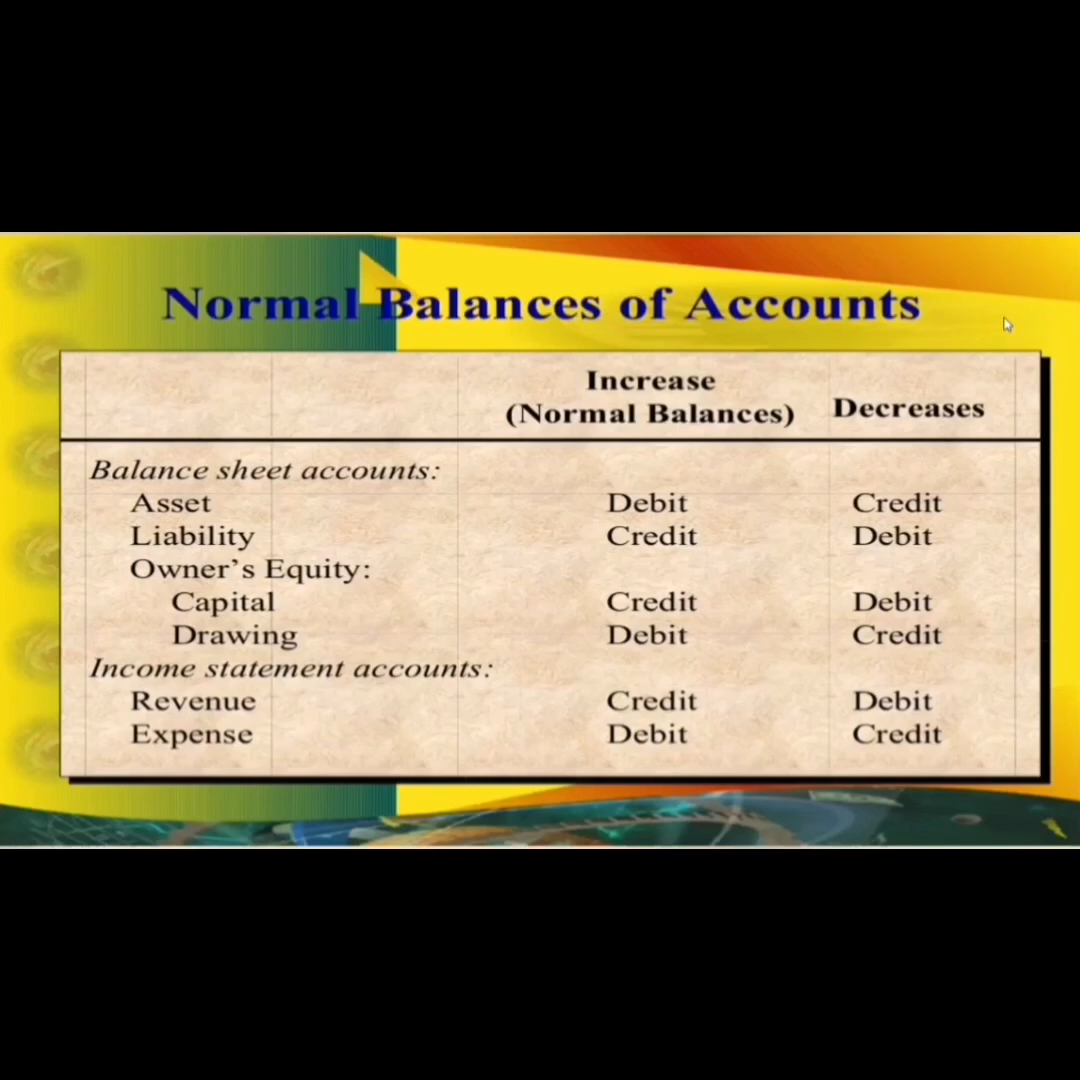 Normal Balances of Accounts
Increase
(Normal Balances) Decreases
Balance sheet accounts:
Asset Debit Credit
Liability Credit Debit
Owner's Equity:
Capital Credit Debit
Drawing Debit Credit
Income statement accounts:
Revenue Credit Debit
Expense Debit Credit